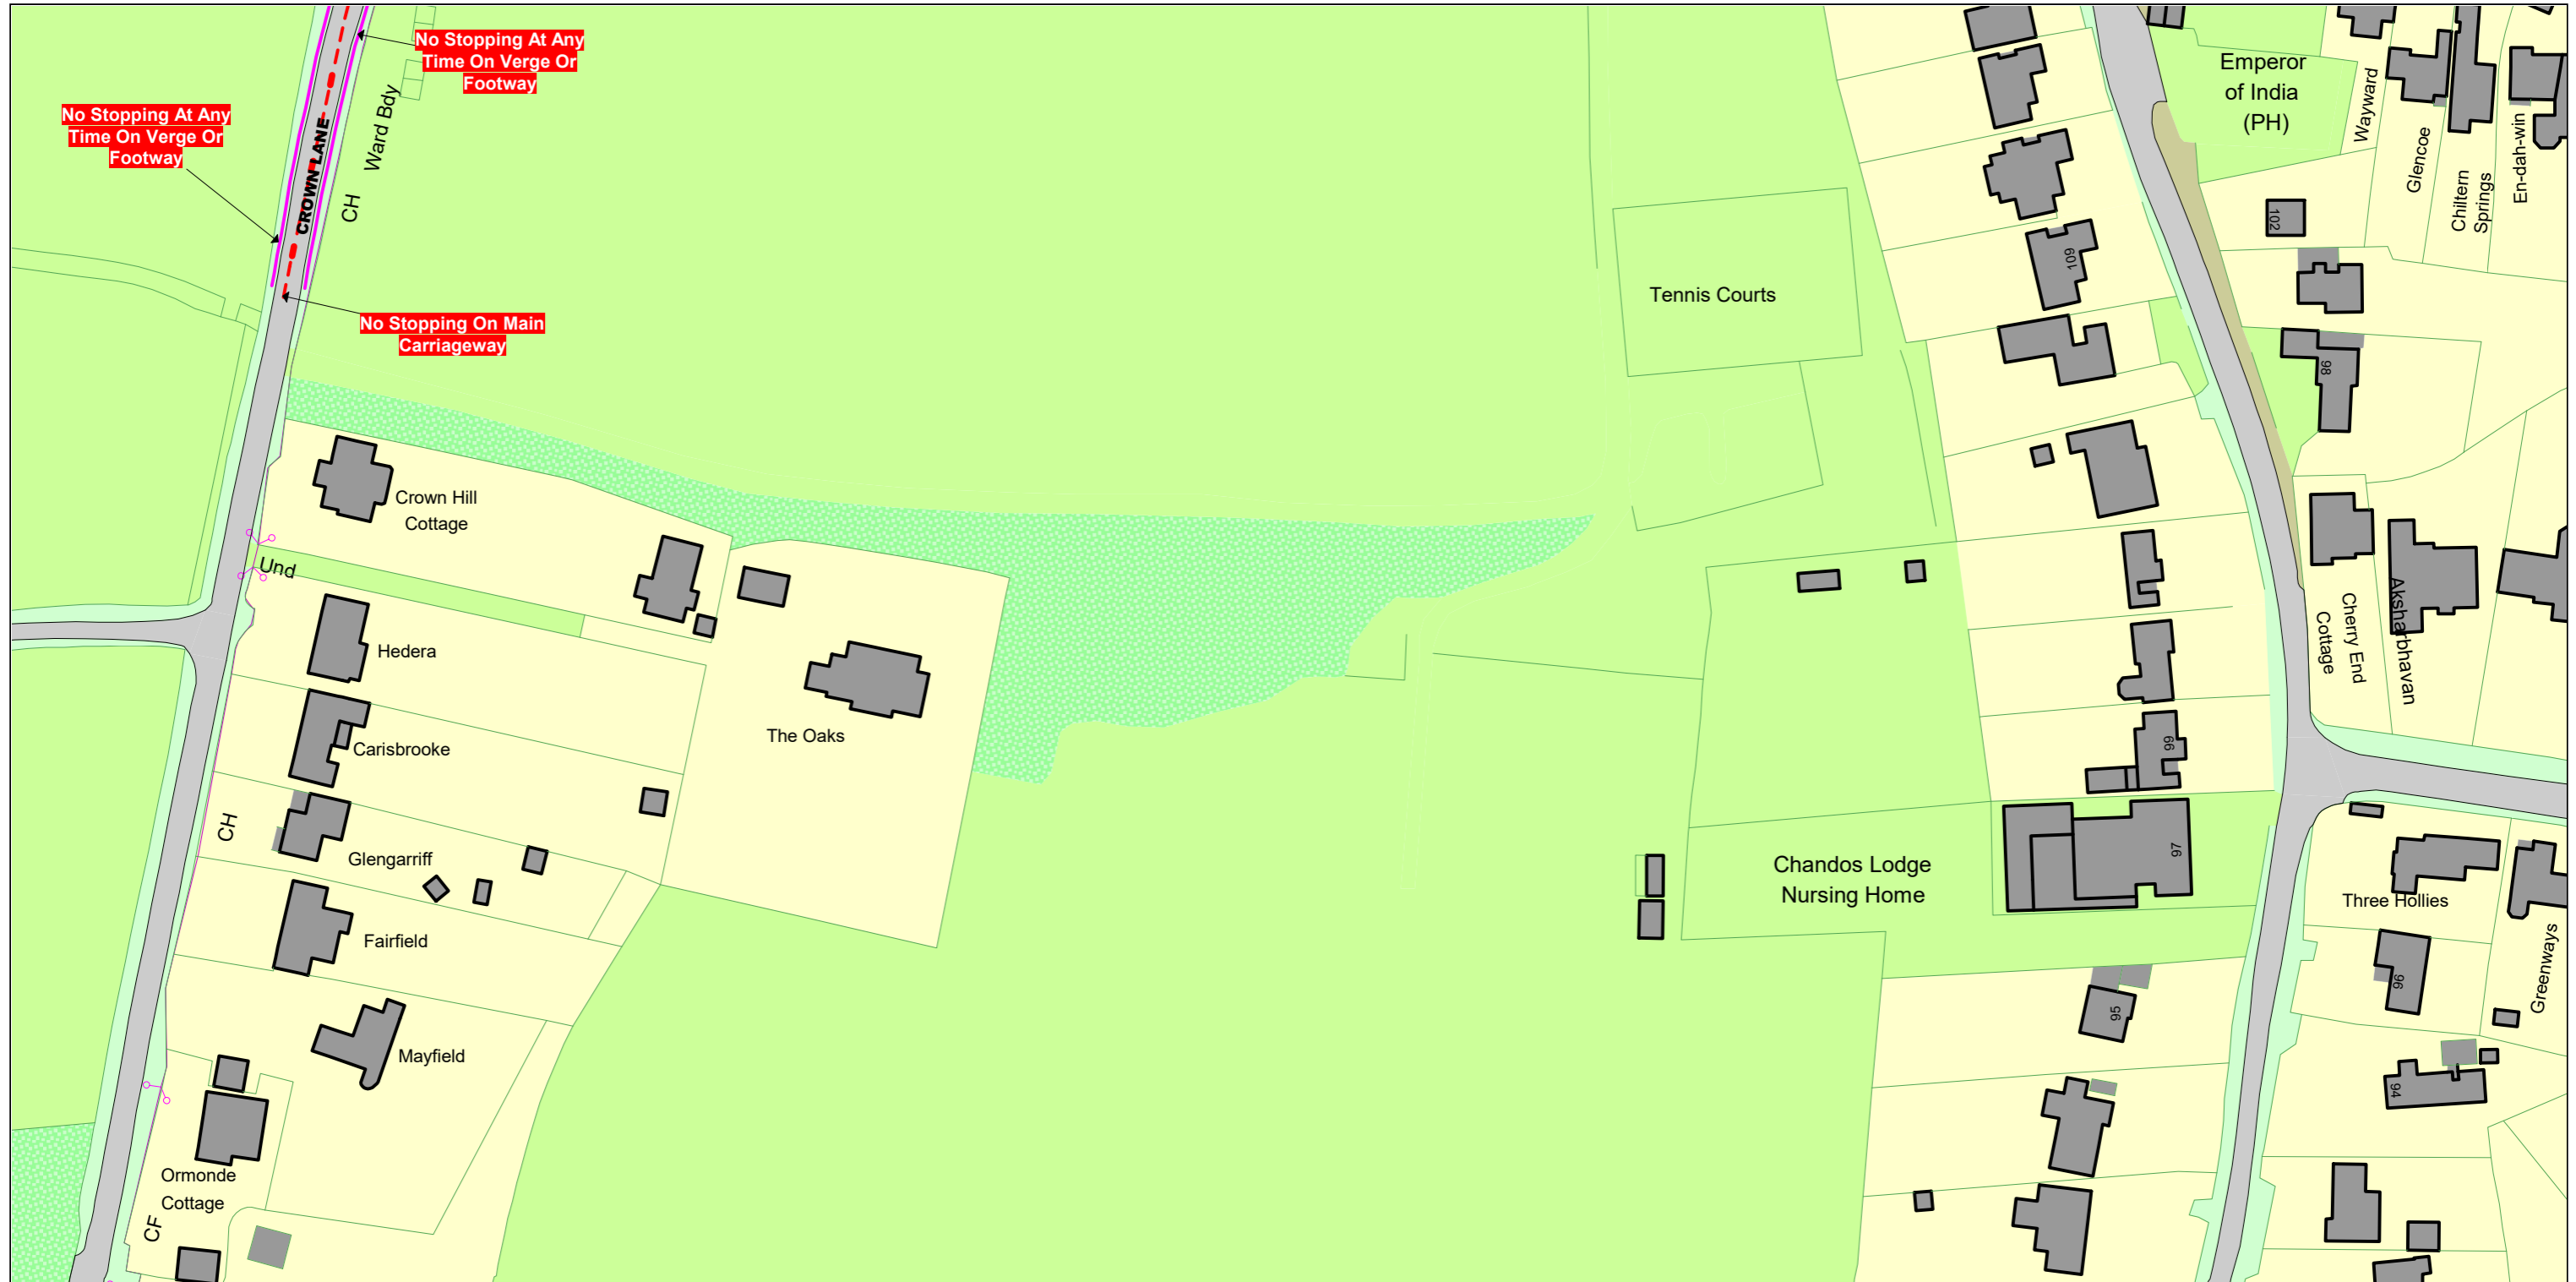 No Stopping At Any
Time On Verge Or
Footway
No Stopping At Any
Time On Verge Or
Footway
CROWN LANE
Ward Bdy
CH
No Stopping On Main
Carriageway
Emperor
of India
(PH)
Wayward
Glencoe
Chiltern
Springs
En-dah-win
102
109
Tennis Courts
98
Crown Hill
Cottage
Und
Hedera
Carisbrooke
The Oaks
CH
Glengarriff
Fairfield
Mayfield
Ormonde
Cottage
CF
Cherry End
Cottage
Aksharbhavan
99
97
Chandos Lodge
Nursing Home
Three Hollies
Greenways
96
95
94